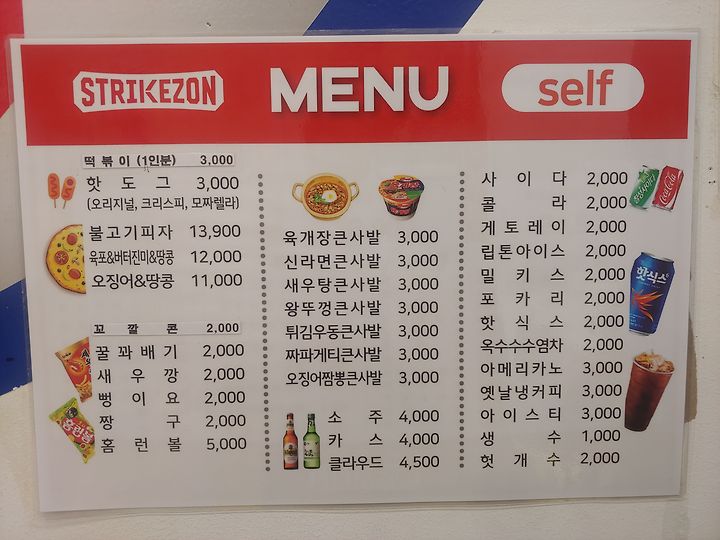 STRIKEZON
MENU
self
떡볶이 (1인분) 3,000
핫도그 3,000
(오리지널, 크리스피, 모짜렐라)
불고기피자 13,900
육포&버터진미&땅콩 12,000
오징어&땅콩 11,000
꼬깔콘 2,000
꿀꽈배기 2,000
새우깡 2,000
뻥이요 2,000
짱구 2,000
홈런볼 5,000
육개장큰사발 3,000
신라면큰사발 3,000
새우탕큰사발 3,000
왕뚜껑큰사발 3,000
튀김우동큰사발 3,000
짜파게티큰사발 3,000
오징어짬뽕큰사발 3,000
소주 4,000
카스 4,000
클라우드 4,500
사이다 2,000
콜라 2,000
게토레이 2,000
립톤아이스 2,000
밀키스 2,000
포카리 2,000
핫식스 2,000
옥수수수염차 2,000
아메리카노 3,000
옛날냉커피 3,000
아이스티 3,000
생수 1,000
헛개수 2,000
Coca-Cola
핫식스
홈런볼